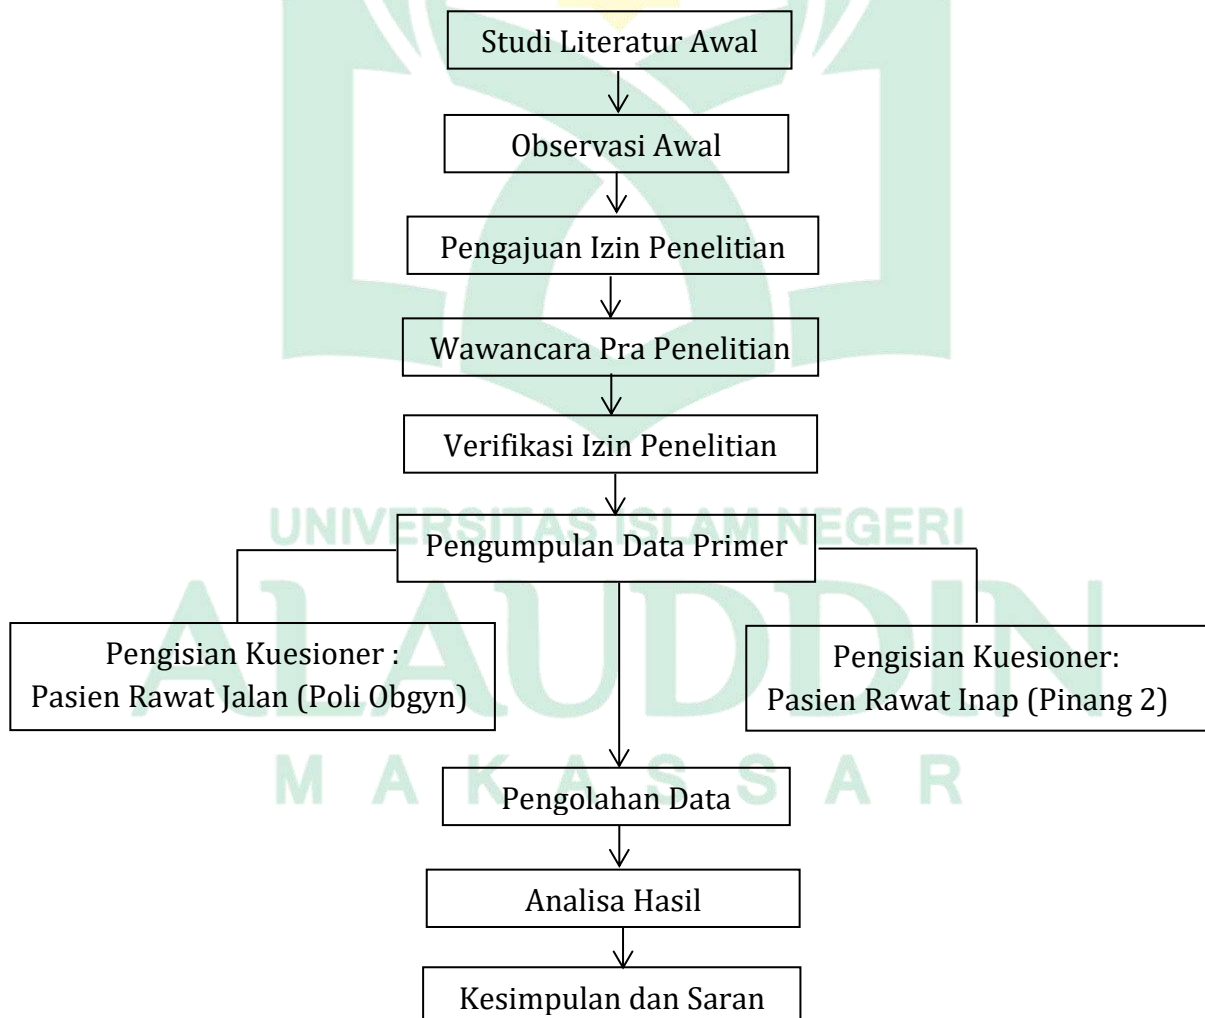 Studi Literatur Awal
Observasi Awal
Pengajuan Izin Penelitian
Wawancara Pra Penelitian
Verifikasi Izin Penelitian
UNIVERSITAS ISLAM NEGERI
Pengumpulan Data Primer
ALAUDDIN
Pengisian Kuesioner :
Pasien Rawat Jalan (Poli Obgyn)
Pengisian Kuesioner:
Pasien Rawat Inap (Pinang 2)
MAKASSAR
Pengolahan Data
Analisa Hasil
Kesimpulan dan Saran